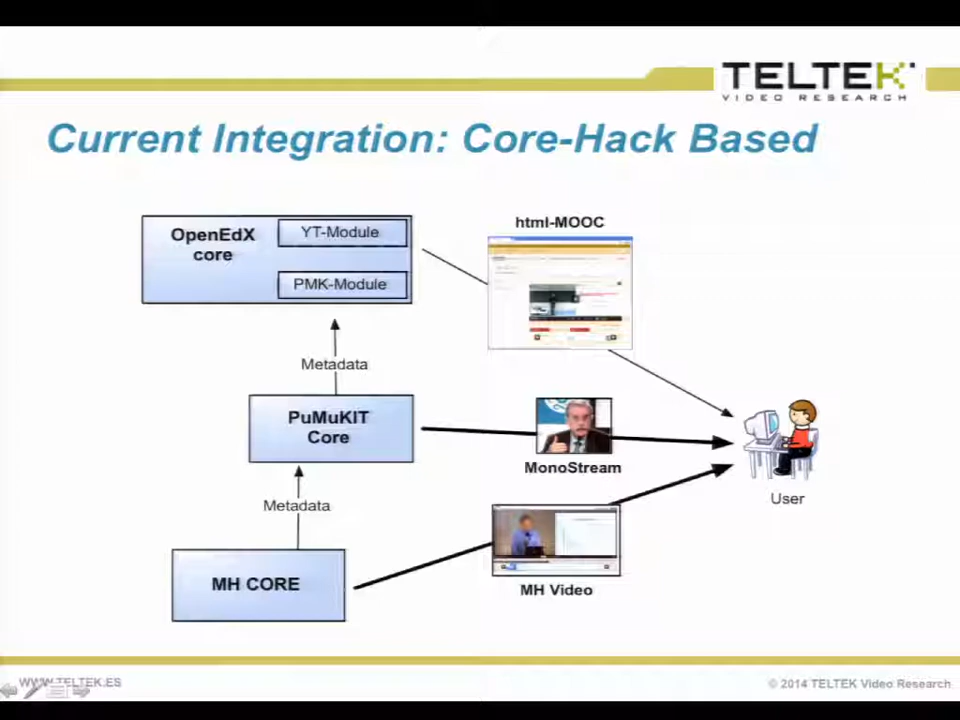 TELTEK
VIDEO RESEARCH
Current Integration: Core-Hack Based
OpenEdX
core
YT-Module
PMK-Module
html-MOOC
Metadata
PuMuKIT
Core
MonoStream
User
Metadata
MH CORE
MH Video
WWW.TELTEK.ES
© 2014 TELTEK Video Research